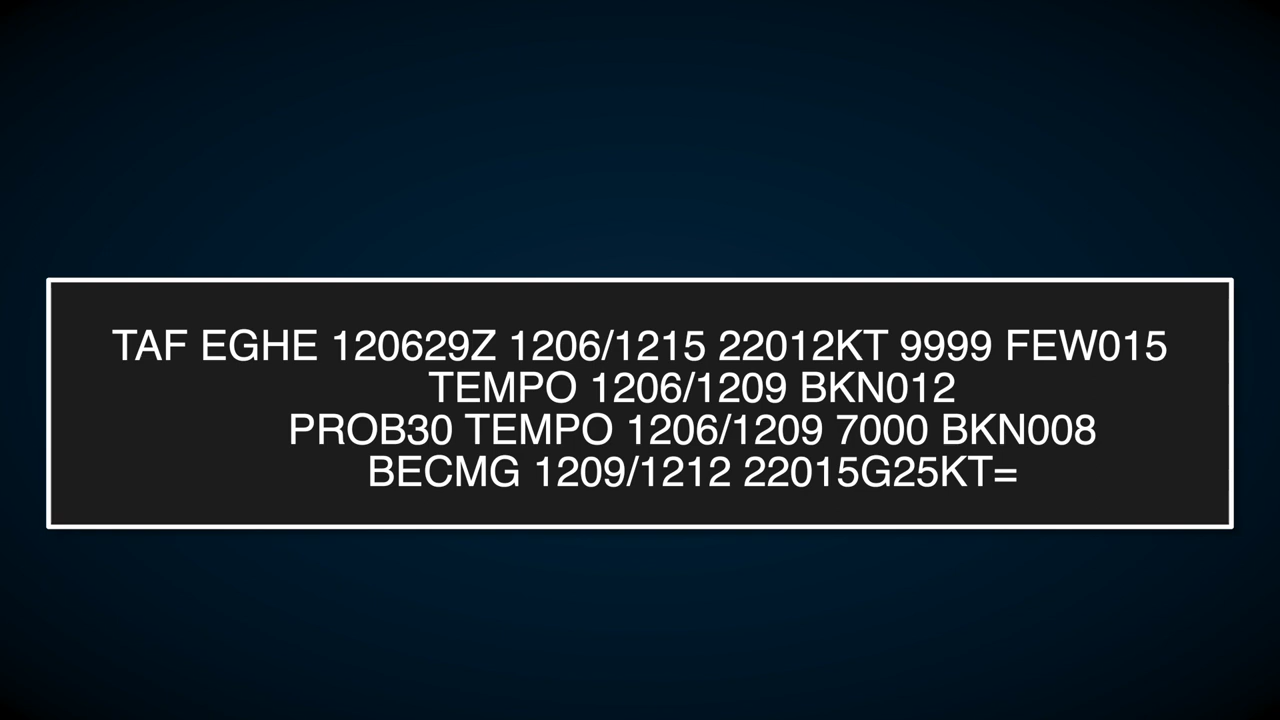 TAF EGHE 120629Z 1206/1215 22012KT 9999 FEW015
TEMPO 1206/1209 BKN012
PROB30 TEMPO 1206/1209 7000 BKN008
BECMG 1209/1212 22015G25KT=